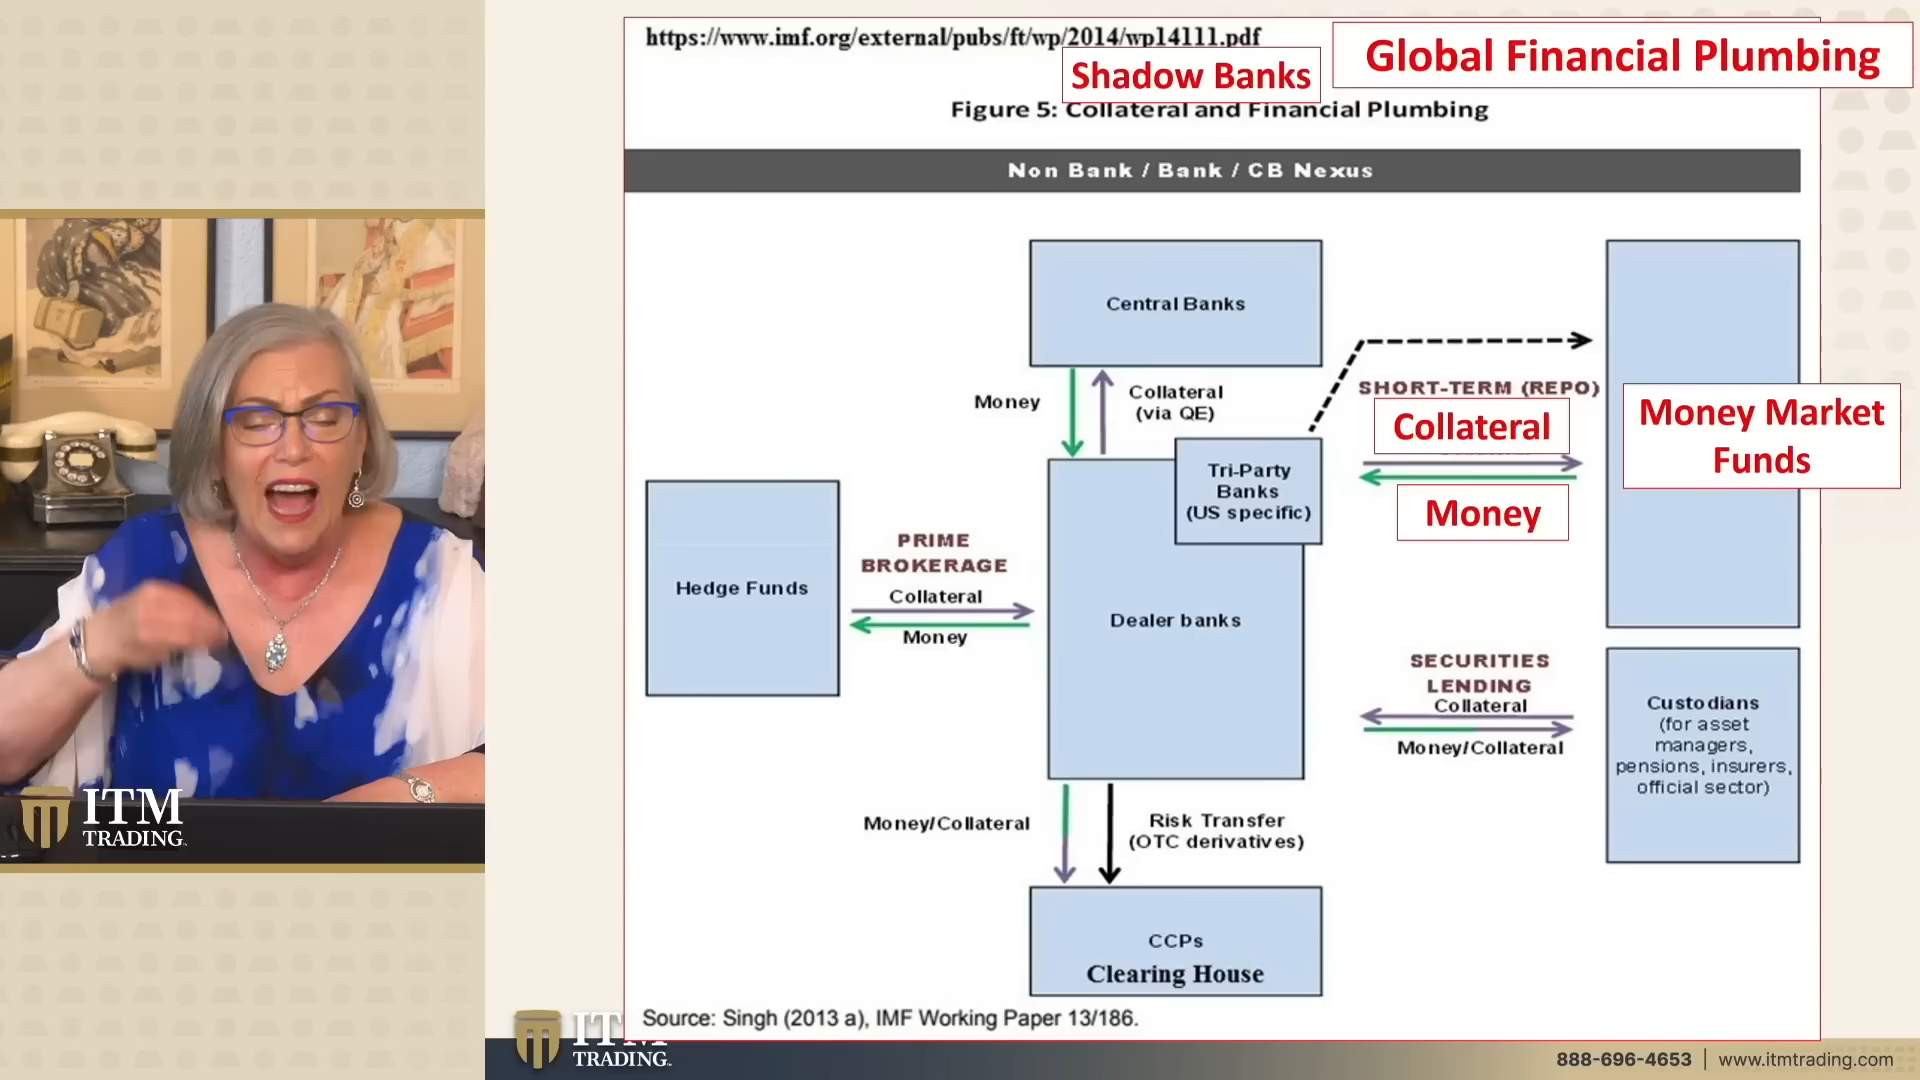 https://www.imf.org/external/pubs/ft/wp/2014/wp14111.pdf
Shadow Banks
Global Financial Plumbing
Figure 5: Collateral and Financial Plumbing
Non Bank / Bank / CB Nexus
Central Banks
Money
Collateral
(via QE)
SHORT-TERM (REPO)
Collateral
Money
Money Market
Funds
Tri-Party
Banks
(US specific)
Hedge Funds
PRIME
BROKERAGE
Collateral
Money
Dealer banks
SECURITIES
LENDING
Collateral
Money/Collateral
Custodians
(for asset
managers,
pensions, insurers,
official sector)
Money/Collateral
Risk Transfer
(OTC derivatives)
CCPs
Clearing House
Source: Singh (2013 a), IMF Working Paper 13/186.
ITM
TRADING
ITM
TRADING
888-696-4653 | www.itmtrading.com